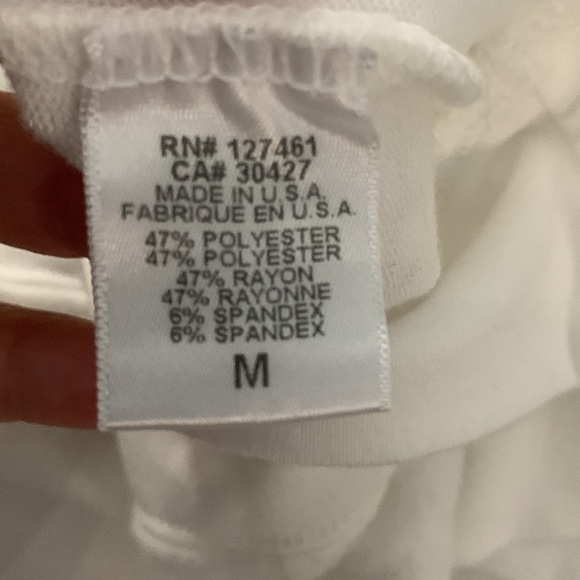 RN# 127461
CA# 30427
MADE IN U.S.A.
FABRIQUE EN U.S.A.
47% POLYESTER
47% POLYESTER
47% RAYON
47% RAYONNE
6% SPANDEX
6% SPANDEX
M